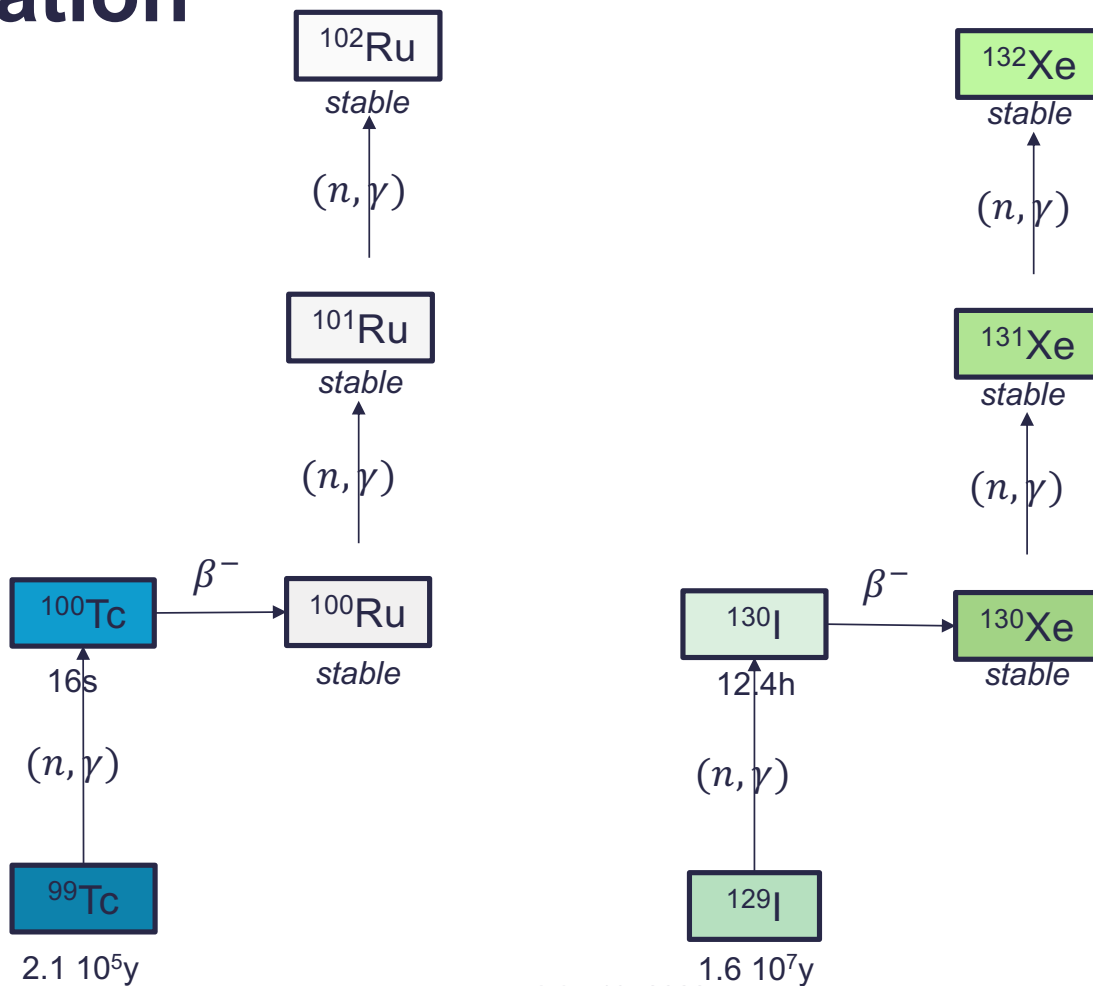 ation
¹⁰²Ru
stable
(n, γ)
¹⁰¹Ru
stable
(n, γ)
¹⁰⁰Tc
16s
β⁻
¹⁰⁰Ru
stable
(n, γ)
⁹⁹Tc
2.1 10⁵y
¹³²Xe
stable
(n, γ)
¹³¹Xe
stable
(n, γ)
¹³⁰I
12.4h
β⁻
¹³⁰Xe
stable
(n, γ)
¹²⁹I
1.6 10⁷y